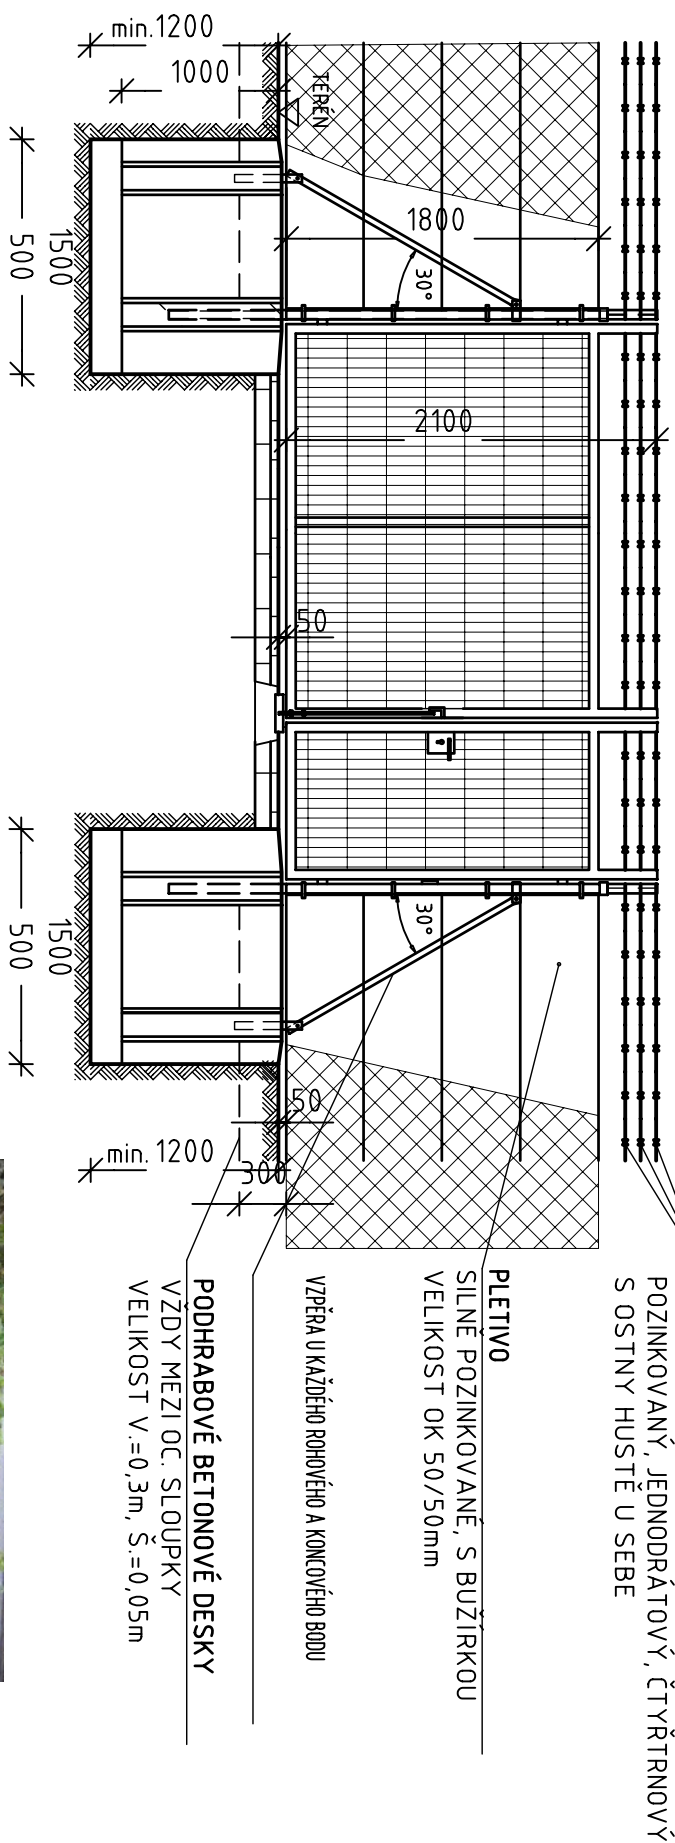 min.1200
1000
TERÉN
1800
30°
1500
500
2100
50
30°
1500
500
50
min. 1200
300
POZINKOVANÝ, JEDNODRÁTOVÝ, ČTYŘTRNOVÝ
S OSTNY HUSTĚ U SEBE
PLETIVO
SILNĚ POZINKOVANÉ, S BUŽÍRKOU
VELIKOST OK 50/50mm
VZPĚRA U KAŽDÉHO ROHOVÉHO A KONCOVÉHO BODU
PODHRABOVÉ BETONOVÉ DESKY
VŽDY MEZI OC. SLOUPKY
VELIKOST V.=0,3m, Š.=0,05m